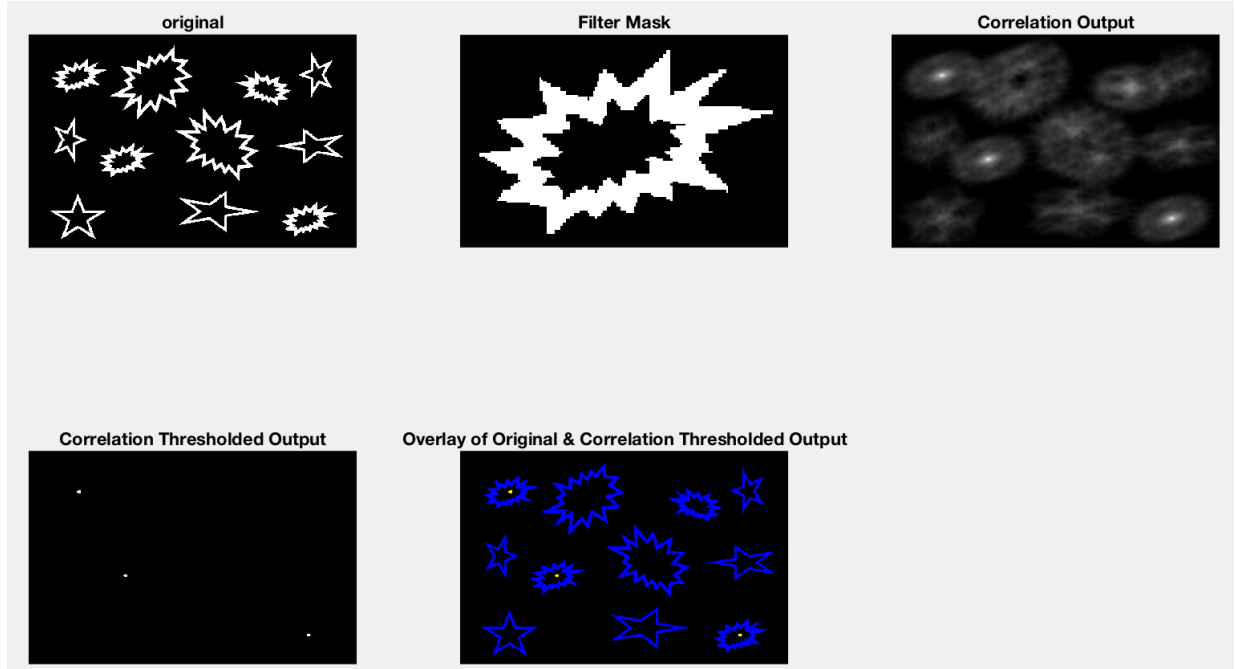 original
Filter Mask
Correlation Output
Correlation Thresholded Output
Overlay of Original & Correlation Thresholded Output